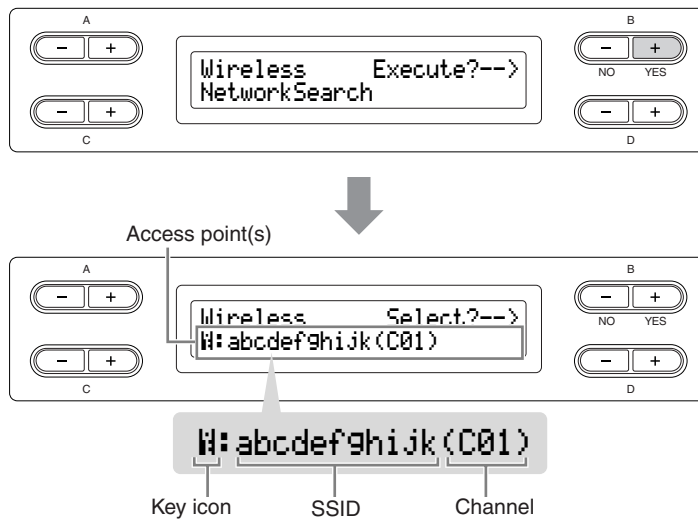 A
B
- +
- +
NO YES
Wireless Execute?-->
NetworkSearch
- +
- +
C
D
Access point(s)
A
B
- +
- +
NO YES
Wireless Select?-->
:abcdefghijk(C01)
- +
- +
C
D
:abcdefghijk(C01)
Key icon SSID Channel